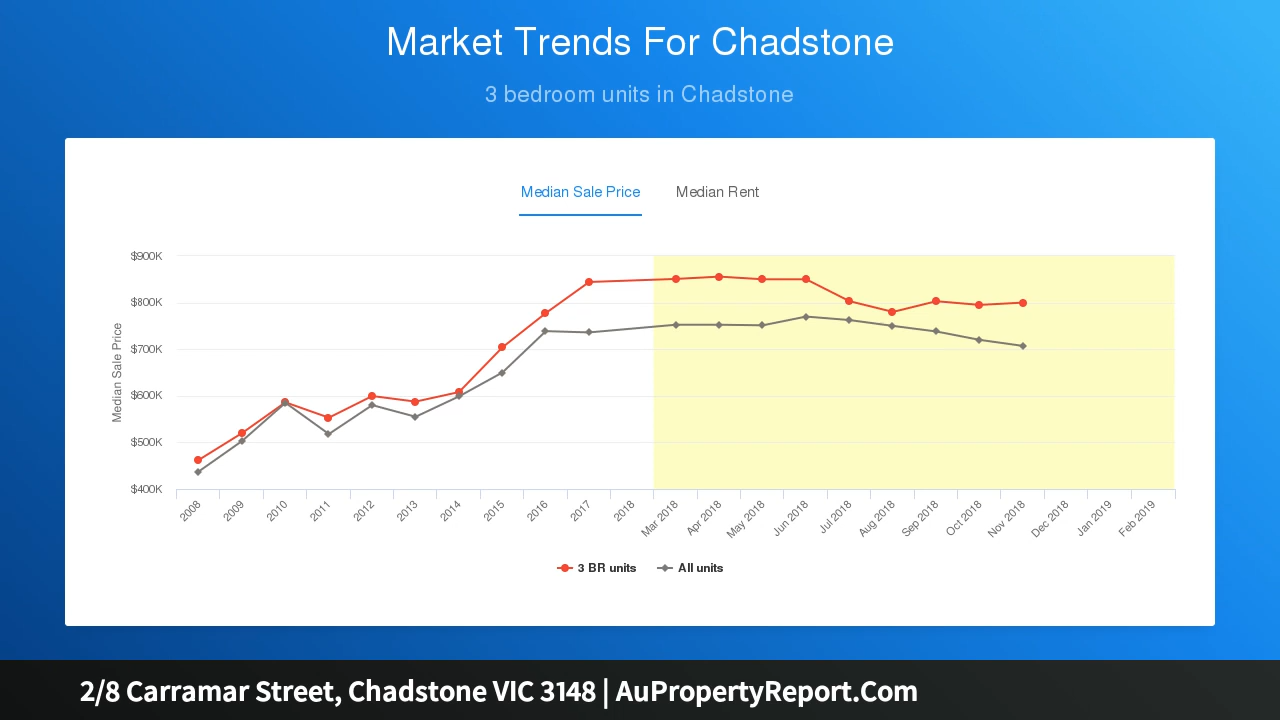 Market Trends For Chadstone
3 bedroom units in Chadstone
Median Sale Price Median Rent
Median Sale Price
$900K
$800K
$700K
$600K
$500K
$400K
2008 2009 2010 2011 2012 2013 2014 2015 2016 2017 2018 Mar 2018 Apr 2018 May 2018 Jun 2018 Jul 2018 Aug 2018 Sep 2018 Oct 2018 Nov 2018 Dec 2018 Jan 2019 Feb 2019
3 BR units All units
2/8 Carramar Street, Chadstone VIC 3148 | AuPropertyReport.Com